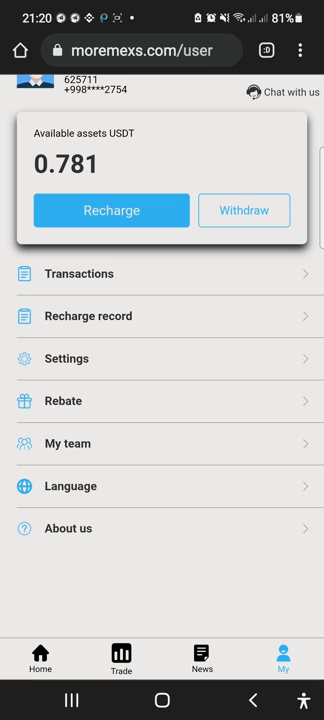 21:20
81%
moremexs.com/user
:D
625711
+998****2754
Chat with us
Available assets USDT
0.781
Recharge
Withdraw
Transactions
Recharge record
Settings
Rebate
My team
Language
About us
Home
Trade
News
My